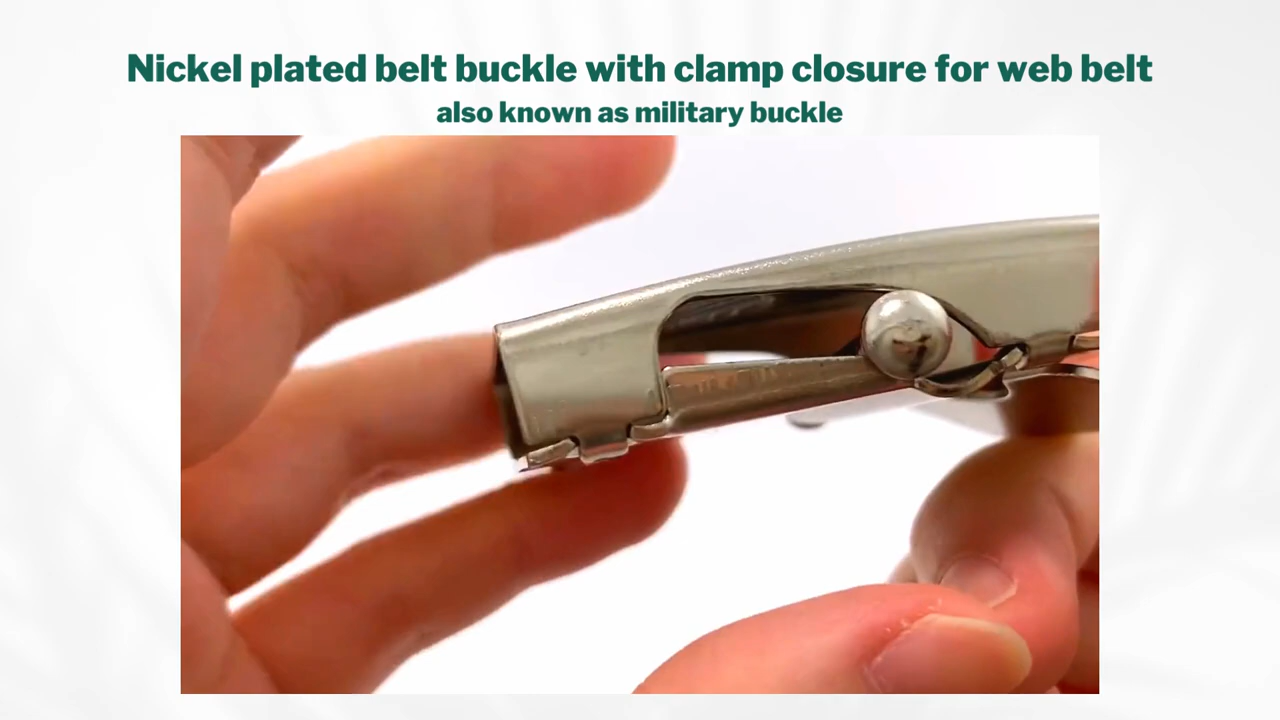 Nickel plated belt buckle with clamp closure for web belt
also known as military buckle